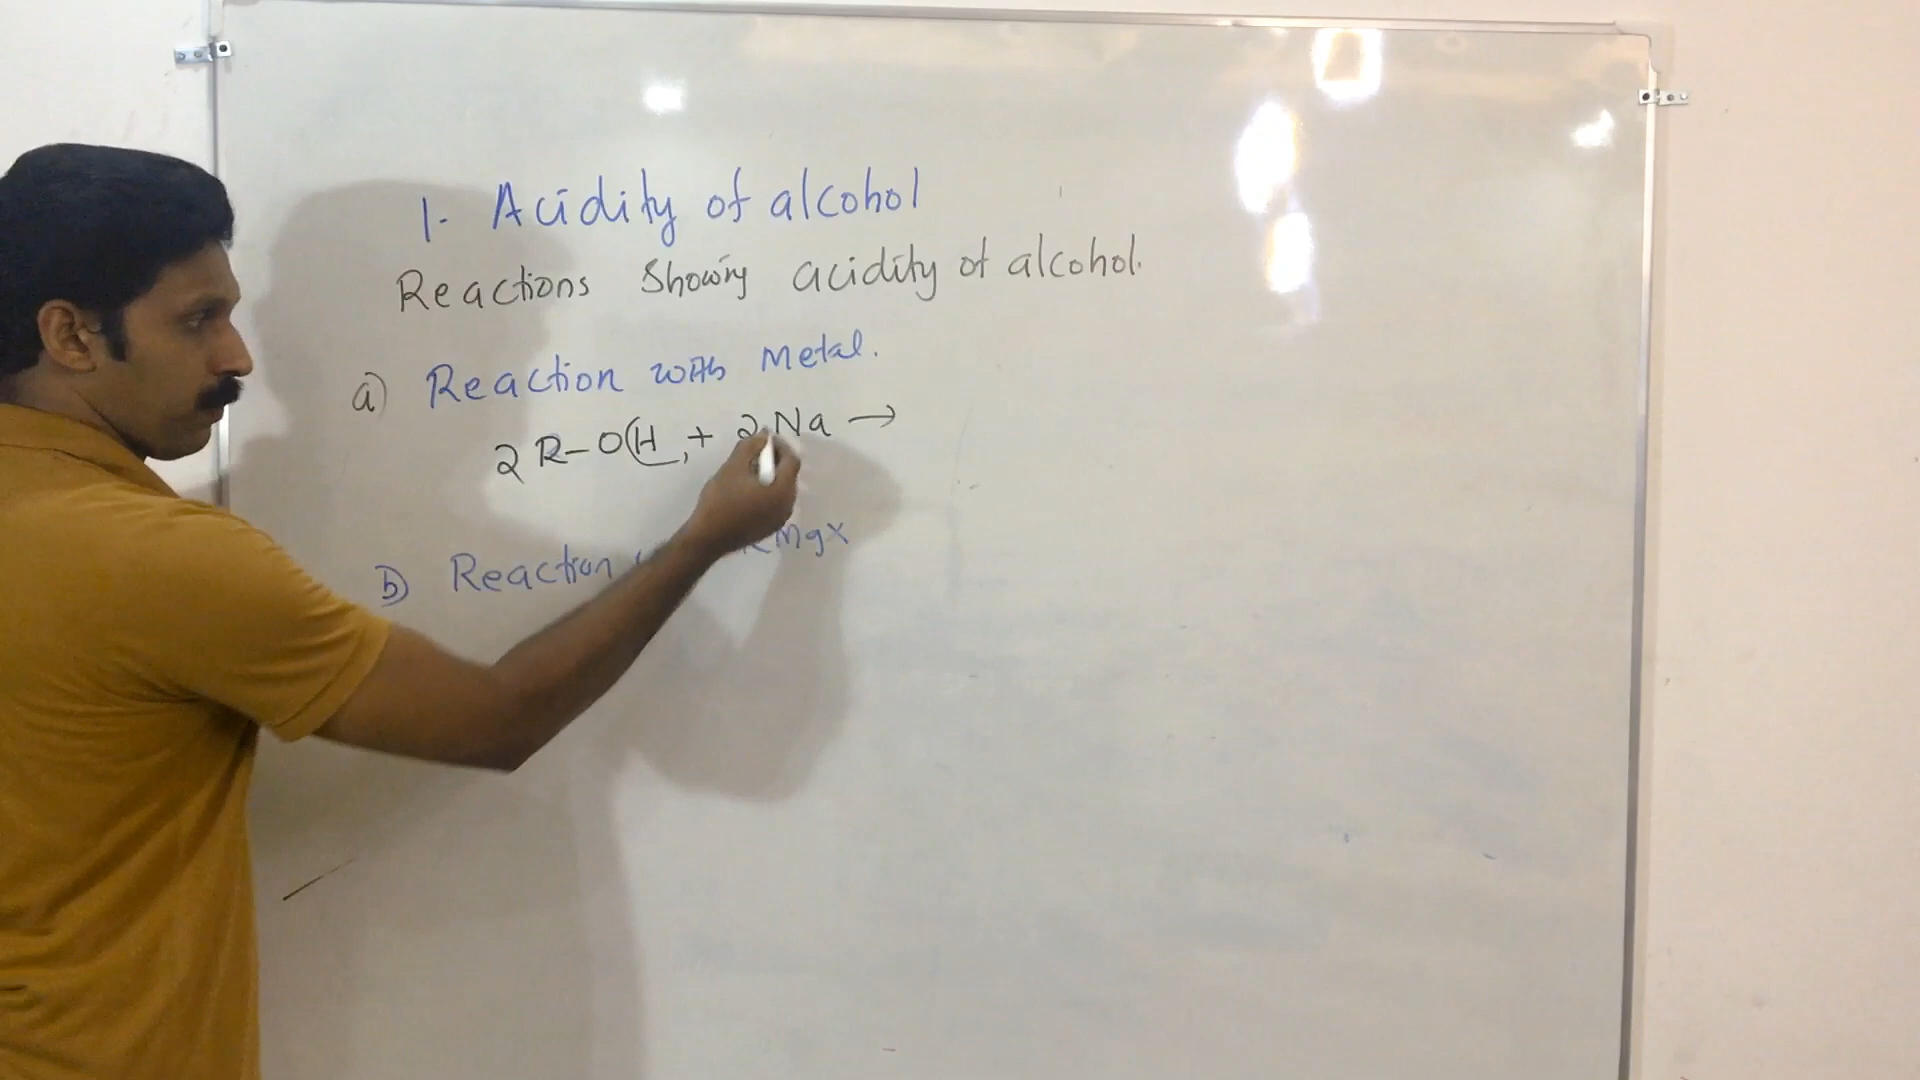 1. Acidity of alcohol
Reactions Showing acidity of alcohol.
a) Reaction with Metal.
2 R-OH + 2 Na →
b) Reaction RMgX